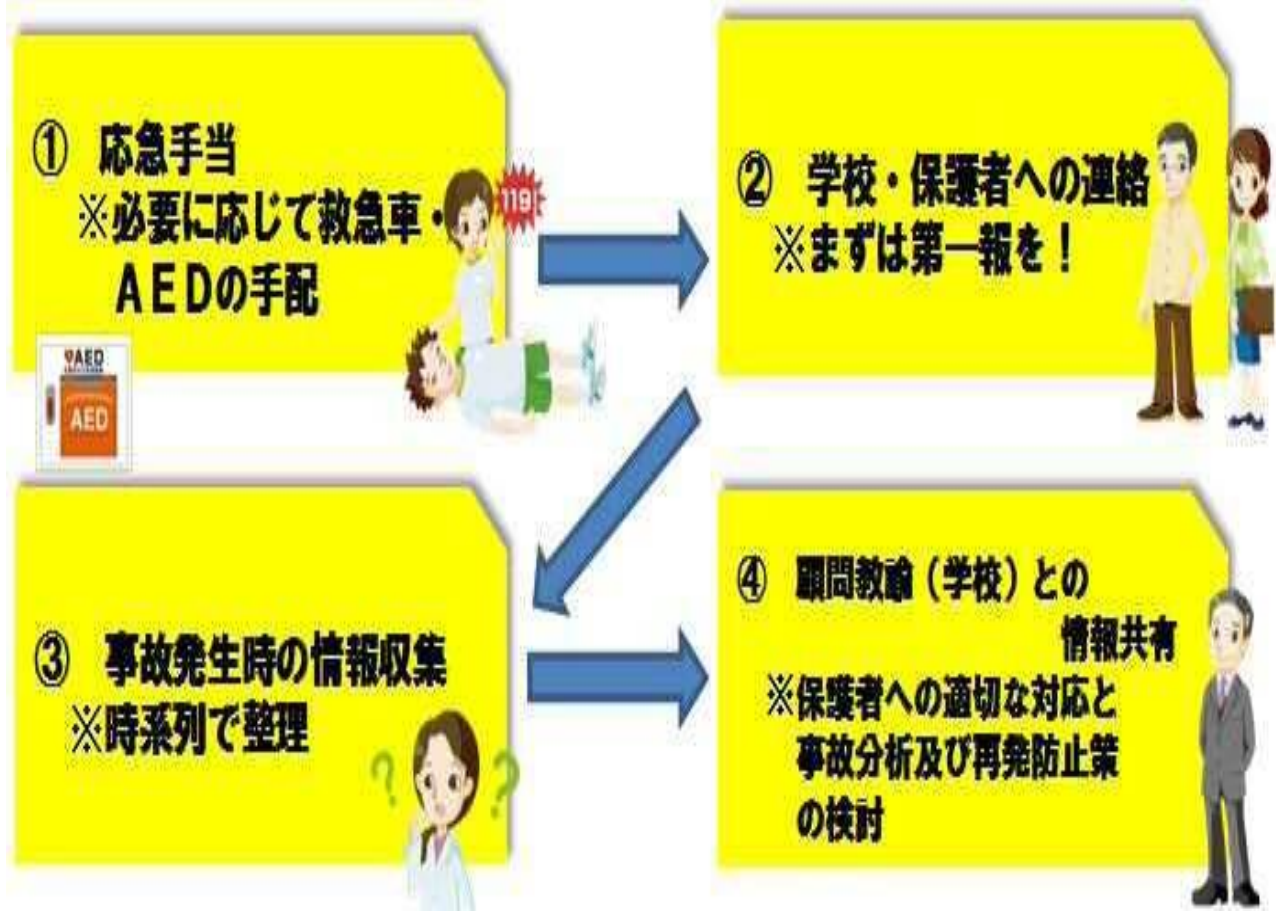 ① 応急手当
※必要に応じて救急車・
AEDの手配
119
AED
AED
② 学校・保護者への連絡
※まずは第一報を！
③ 事故発生時の情報収集
※時系列で整理
? ?
④ 顧問教諭（学校）との
情報共有
※保護者への適切な対応と
事故分析及び再発防止策
の検討